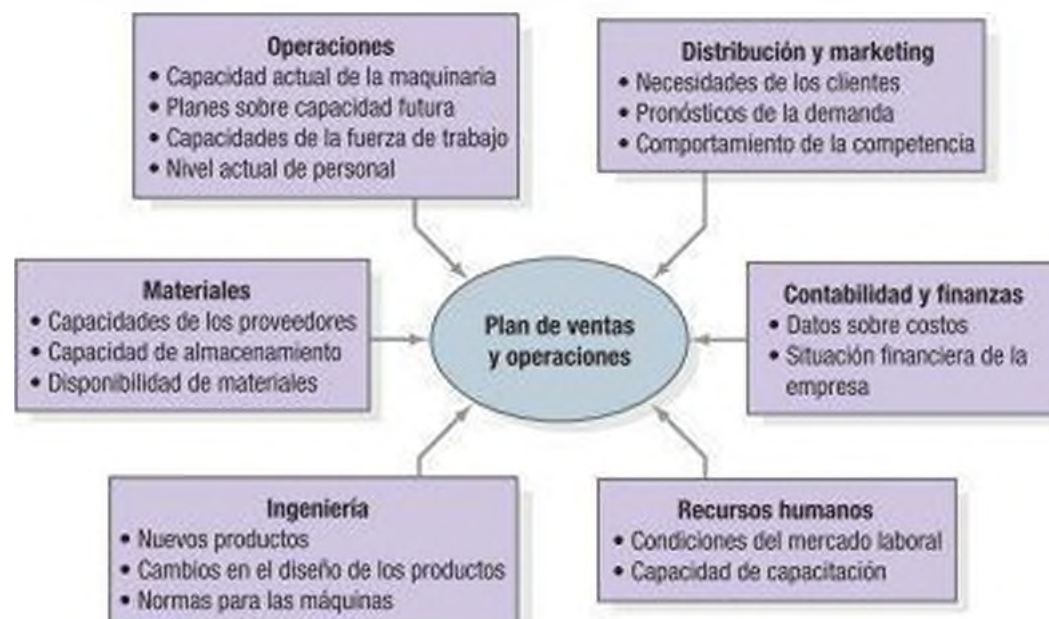 Operaciones
• Capacidad actual de la maquinaria
• Planes sobre capacidad futura
• Capacidades de la fuerza de trabajo
• Nivel actual de personal
Distribución y marketing
• Necesidades de los clientes
• Pronósticos de la demanda
• Comportamiento de la competencia
Materiales
• Capacidades de los proveedores
• Capacidad de almacenamiento
• Disponibilidad de materiales
Plan de ventas
y operaciones
Contabilidad y finanzas
• Datos sobre costos
• Situación financiera de la
empresa
Ingeniería
• Nuevos productos
• Cambios en el diseño de los productos
• Normas para las máquinas
Recursos humanos
• Condiciones del mercado laboral
• Capacidad de capacitación